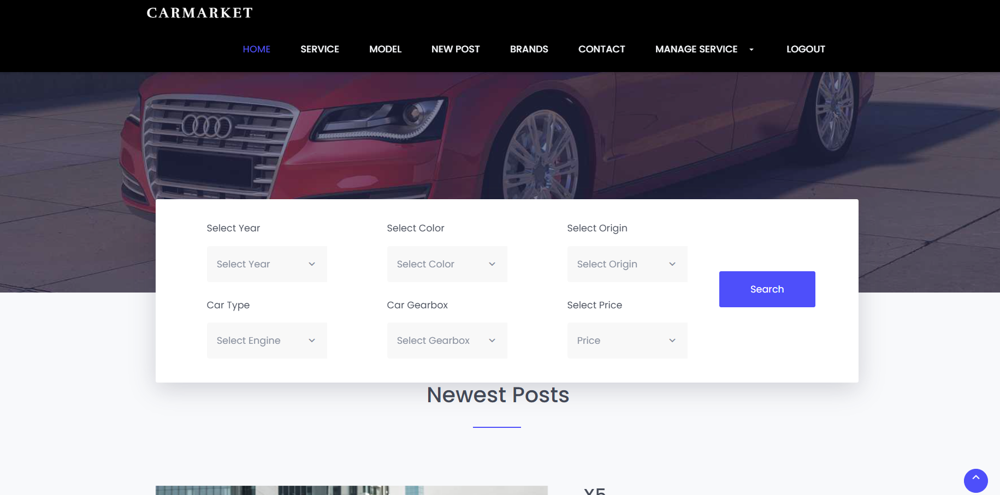 CARMARKET
HOME SERVICE MODEL NEW POST BRANDS CONTACT MANAGE SERVICE LOGOUT
Select Year Select Color Select Origin
Select Year Select Color Select Origin
Search
Car Type Car Gearbox Select Price
Select Engine Select Gearbox Price
Newest Posts
X5